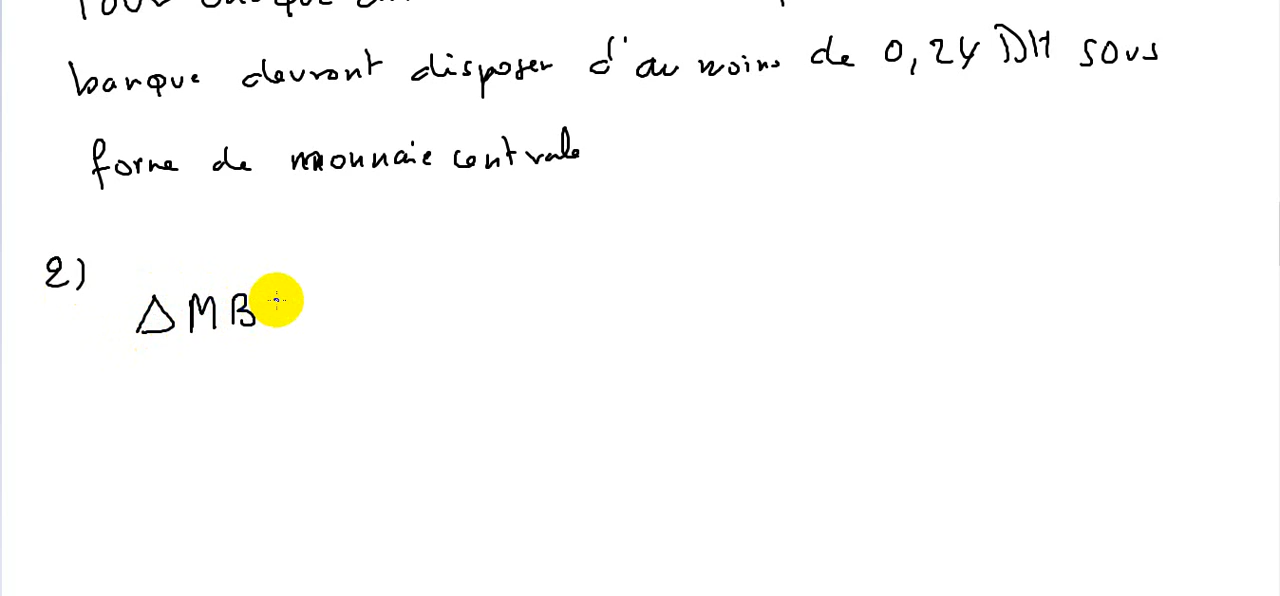 banque devront disposer d'au moins de 0,24 DH sous
forme de monnaie centrale
2)
ΔMB